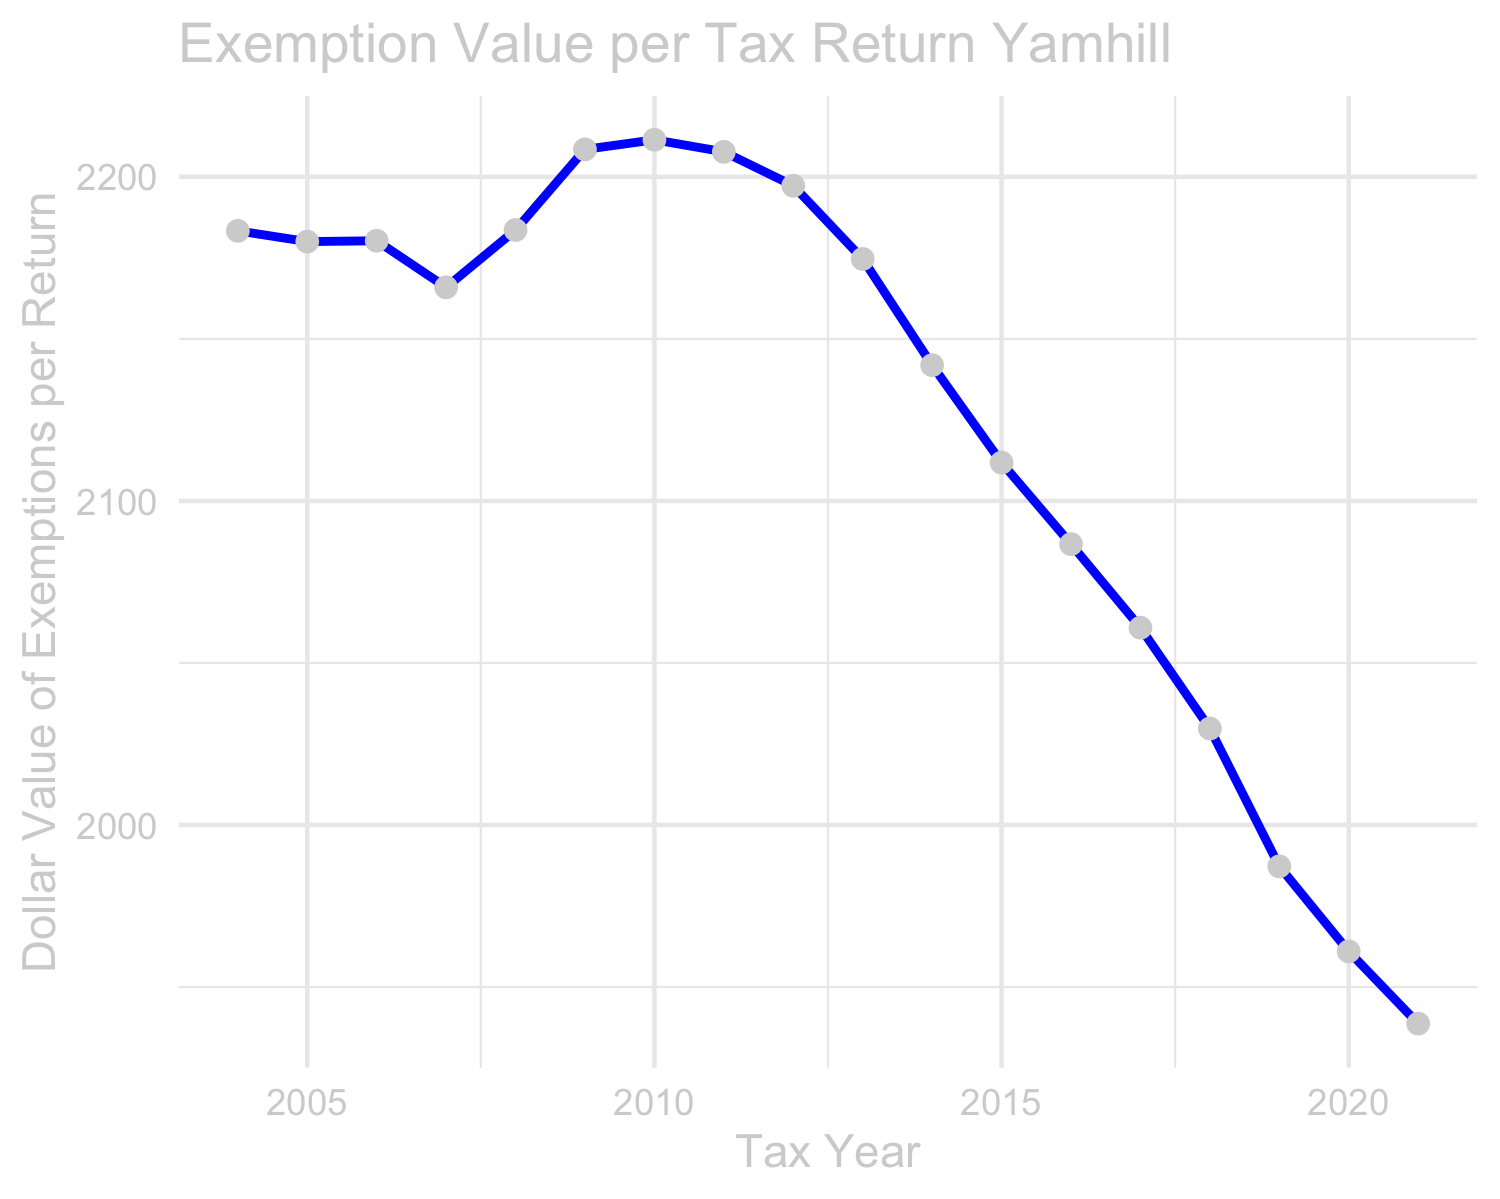 Exemption Value per Tax Return Yamhill
Dollar Value of Exemptions per Return
2200
2100
2000
2005
2010
2015
2020
Tax Year